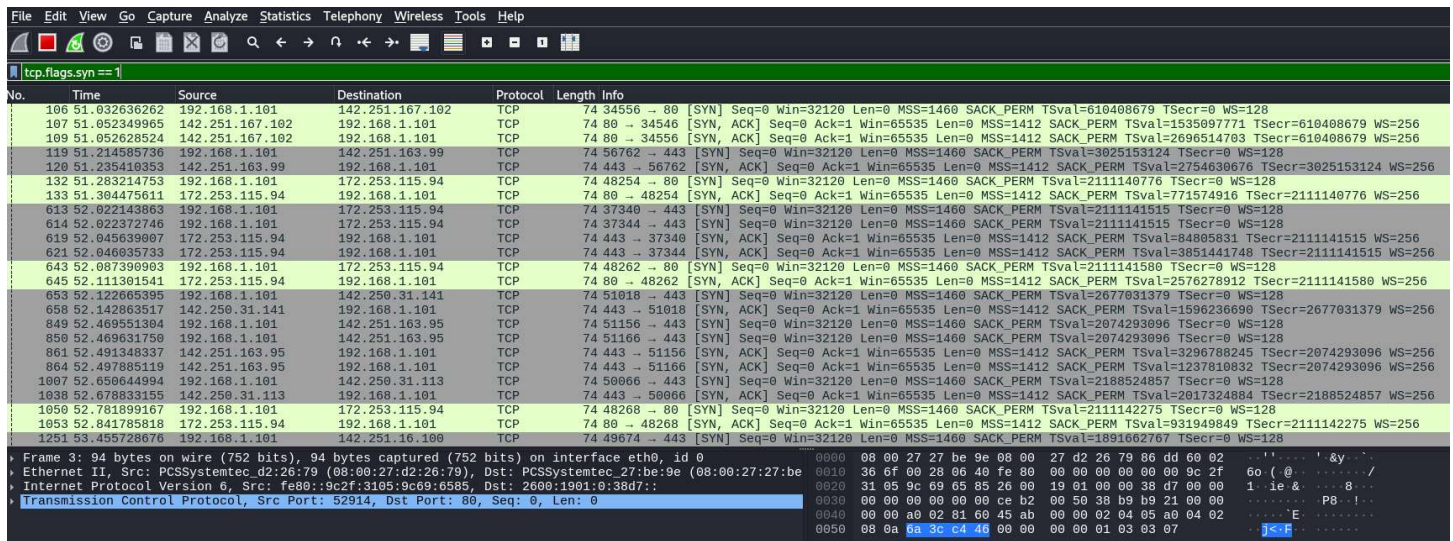 File Edit View Go Capture Analyze Statistics Telephony Wireless Tools Help
tcp.flags.syn == 1
No. Time Source Destination Protocol Length Info
106 51.032636262 192.168.1.101 142.251.167.102 TCP 74 34556 → 80 [SYN] Seq=0 Win=32120 Len=0 MSS=1460 SACK_PERM TSval=610408679 TSecr=0 WS=128
107 51.052349965 142.251.167.102 192.168.1.101 TCP 74 80 → 34546 [SYN, ACK] Seq=0 Ack=1 Win=65535 Len=0 MSS=1412 SACK_PERM TSval=1535097771 TSecr=610408679 WS=256
109 51.052628524 142.251.167.102 192.168.1.101 TCP 74 80 → 34556 [SYN, ACK] Seq=0 Ack=1 Win=65535 Len=0 MSS=1412 SACK_PERM TSval=2696514703 TSecr=610408679 WS=256
119 51.214585736 192.168.1.101 142.251.163.99 TCP 74 56762 → 443 [SYN] Seq=0 Win=32120 Len=0 MSS=1460 SACK_PERM TSval=3025153124 TSecr=0 WS=128
120 51.235410353 142.251.163.99 192.168.1.101 TCP 74 443 → 56762 [SYN, ACK] Seq=0 Ack=1 Win=65535 Len=0 MSS=1412 SACK_PERM TSval=2754630676 TSecr=3025153124 WS=256
132 51.283214753 192.168.1.101 172.253.115.94 TCP 74 48254 → 80 [SYN] Seq=0 Win=32120 Len=0 MSS=1460 SACK_PERM TSval=2111140776 TSecr=0 WS=128
133 51.304475611 172.253.115.94 192.168.1.101 TCP 74 80 → 48254 [SYN, ACK] Seq=0 Ack=1 Win=65535 Len=0 MSS=1412 SACK_PERM TSval=771574916 TSecr=2111140776 WS=256
613 52.022143863 192.168.1.101 172.253.115.94 TCP 74 37340 → 443 [SYN] Seq=0 Win=32120 Len=0 MSS=1460 SACK_PERM TSval=2111141515 TSecr=0 WS=128
614 52.022372746 192.168.1.101 172.253.115.94 TCP 74 37344 → 443 [SYN] Seq=0 Win=32120 Len=0 MSS=1460 SACK_PERM TSval=2111141515 TSecr=0 WS=128
619 52.045639007 172.253.115.94 192.168.1.101 TCP 74 443 → 37340 [SYN, ACK] Seq=0 Ack=1 Win=65535 Len=0 MSS=1412 SACK_PERM TSval=84805831 TSecr=2111141515 WS=256
621 52.046035733 172.253.115.94 192.168.1.101 TCP 74 443 → 37344 [SYN, ACK] Seq=0 Ack=1 Win=65535 Len=0 MSS=1412 SACK_PERM TSval=3851441748 TSecr=2111141515 WS=256
643 52.087390903 192.168.1.101 172.253.115.94 TCP 74 48262 → 80 [SYN] Seq=0 Win=32120 Len=0 MSS=1460 SACK_PERM TSval=2111141580 TSecr=0 WS=128
645 52.111301541 172.253.115.94 192.168.1.101 TCP 74 80 → 48262 [SYN, ACK] Seq=0 Ack=1 Win=65535 Len=0 MSS=1412 SACK_PERM TSval=2576278912 TSecr=2111141580 WS=256
653 52.122665395 192.168.1.101 142.250.31.141 TCP 74 51018 → 443 [SYN] Seq=0 Win=32120 Len=0 MSS=1460 SACK_PERM TSval=2677031379 TSecr=0 WS=128
658 52.142863517 142.250.31.141 192.168.1.101 TCP 74 443 → 51018 [SYN, ACK] Seq=0 Ack=1 Win=65535 Len=0 MSS=1412 SACK_PERM TSval=1596236690 TSecr=2677031379 WS=256
849 52.469551304 192.168.1.101 142.251.163.95 TCP 74 51156 → 443 [SYN] Seq=0 Win=32120 Len=0 MSS=1460 SACK_PERM TSval=2074293096 TSecr=0 WS=128
850 52.469631750 192.168.1.101 142.251.163.95 TCP 74 51166 → 443 [SYN] Seq=0 Win=32120 Len=0 MSS=1460 SACK_PERM TSval=2074293096 TSecr=0 WS=128
861 52.491348337 142.251.163.95 192.168.1.101 TCP 74 443 → 51156 [SYN, ACK] Seq=0 Ack=1 Win=65535 Len=0 MSS=1412 SACK_PERM TSval=3296788245 TSecr=2074293096 WS=256
864 52.497885119 142.251.163.95 192.168.1.101 TCP 74 443 → 51166 [SYN, ACK] Seq=0 Ack=1 Win=65535 Len=0 MSS=1412 SACK_PERM TSval=1237810832 TSecr=2074293096 WS=256
1007 52.650644994 192.168.1.101 142.250.31.113 TCP 74 50066 → 443 [SYN] Seq=0 Win=32120 Len=0 MSS=1460 SACK_PERM TSval=2188524857 TSecr=0 WS=128
1038 52.678833155 142.250.31.113 192.168.1.101 TCP 74 443 → 50066 [SYN, ACK] Seq=0 Ack=1 Win=65535 Len=0 MSS=1412 SACK_PERM TSval=2017324884 TSecr=2188524857 WS=256
1050 52.781899167 192.168.1.101 172.253.115.94 TCP 74 48268 → 80 [SYN] Seq=0 Win=32120 Len=0 MSS=1460 SACK_PERM TSval=2111142275 TSecr=0 WS=128
1053 52.841785818 172.253.115.94 192.168.1.101 TCP 74 80 → 48268 [SYN, ACK] Seq=0 Ack=1 Win=65535 Len=0 MSS=1412 SACK_PERM TSval=931949849 TSecr=2111142275 WS=256
1251 53.455728676 192.168.1.101 142.251.16.100 TCP 74 49674 → 443 [SYN] Seq=0 Win=32120 Len=0 MSS=1460 SACK_PERM TSval=1891662767 TSecr=0 WS=128
Frame 3: 94 bytes on wire (752 bits), 94 bytes captured (752 bits) on interface eth0, id 0
Ethernet II, Src: PCSSystemtec_d2:26:79 (08:00:27:d2:26:79), Dst: PCSSystemtec_27:be:9e (08:00:27:27:be
Internet Protocol Version 6, Src: fe80::9c2f:3105:9c69:6585, Dst: 2600:1901:0:38d7::
Transmission Control Protocol, Src Port: 52914, Dst Port: 80, Seq: 0, Len: 0
0000 08 00 27 27 be 9e 08 00 27 d2 26 79 86 dd 60 02 ··''···· '·&y··`·
0010 36 6f 00 28 06 40 fe 80 00 00 00 00 00 00 9c 2f 6o·(·@·· ·······/
0020 31 05 9c 69 65 85 26 00 19 01 00 00 38 d7 00 00 1··ie·&· ····8···
0030 00 00 00 00 00 00 ce b2 00 50 38 b9 b9 21 00 00 ········ ·P8··!··
0040 00 00 a0 02 81 60 45 ab 00 00 02 04 05 a0 04 02 ·····`E· ········
0050 08 0a 6a 3c c4 46 00 00 00 00 01 03 03 07 ··j<·F·· ······